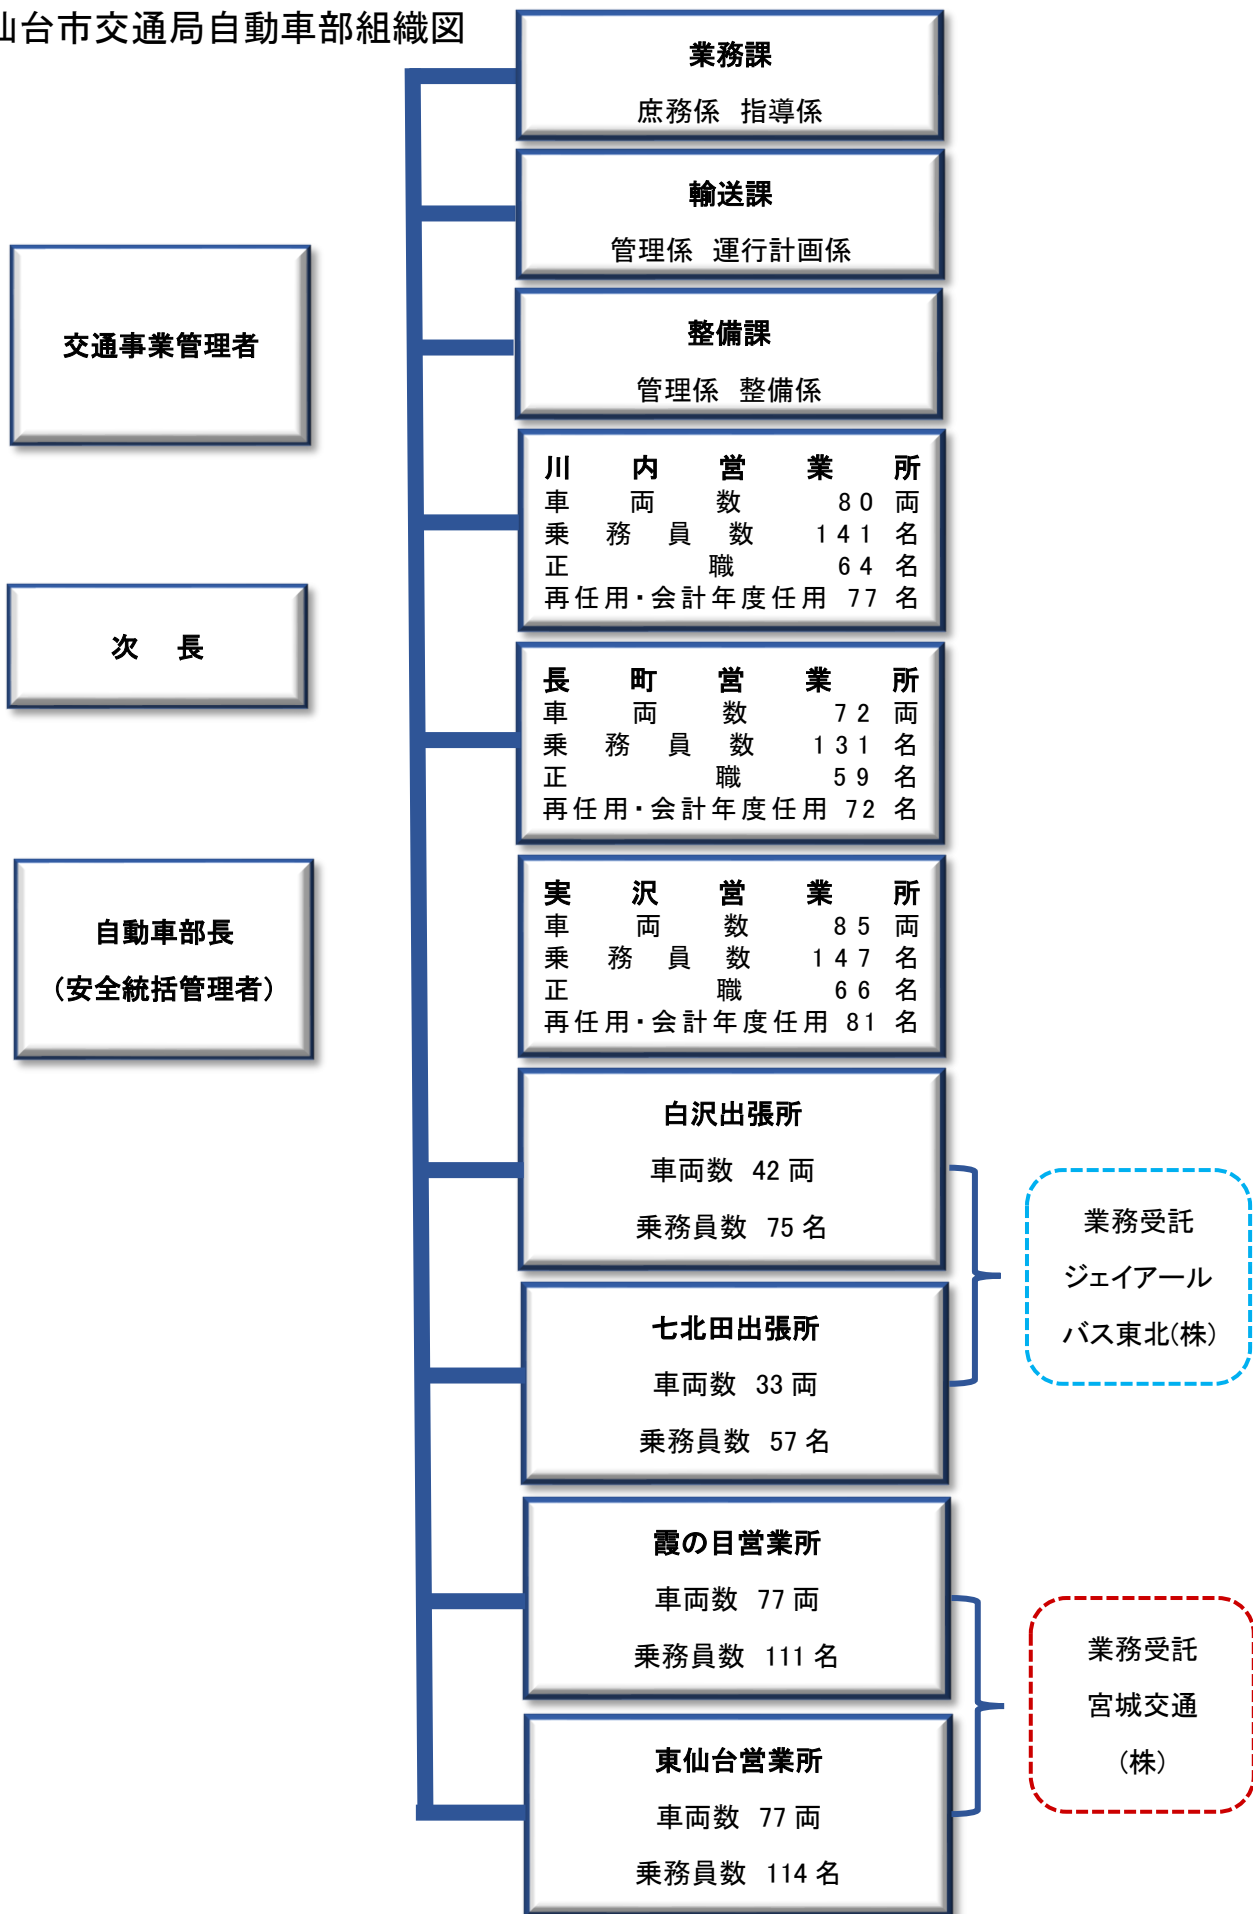 仙台市交通局自動車部組織図
業務課
庶務係 指導係
輸送課
管理係 運行計画係
整備課
管理係 整備係
交通事業管理者
次 長
自動車部長
（安全統括管理者）
川内営業所
車両数 80 両
乗務員数 141 名
正職 64 名
再任用・会計年度任用 77 名
長町営業所
車両数 72 両
乗務員数 131 名
正職 59 名
再任用・会計年度任用 72 名
実沢営業所
車両数 85 両
乗務員数 147 名
正職 66 名
再任用・会計年度任用 81 名
白沢出張所
車両数 42 両
乗務員数 75 名
七北田出張所
車両数 33 両
乗務員数 57 名
業務受託
ジェイアール
バス東北(株)
霞の目営業所
車両数 77 両
乗務員数 111 名
東仙台営業所
車両数 77 両
乗務員数 114 名
業務受託
宮城交通
(株)